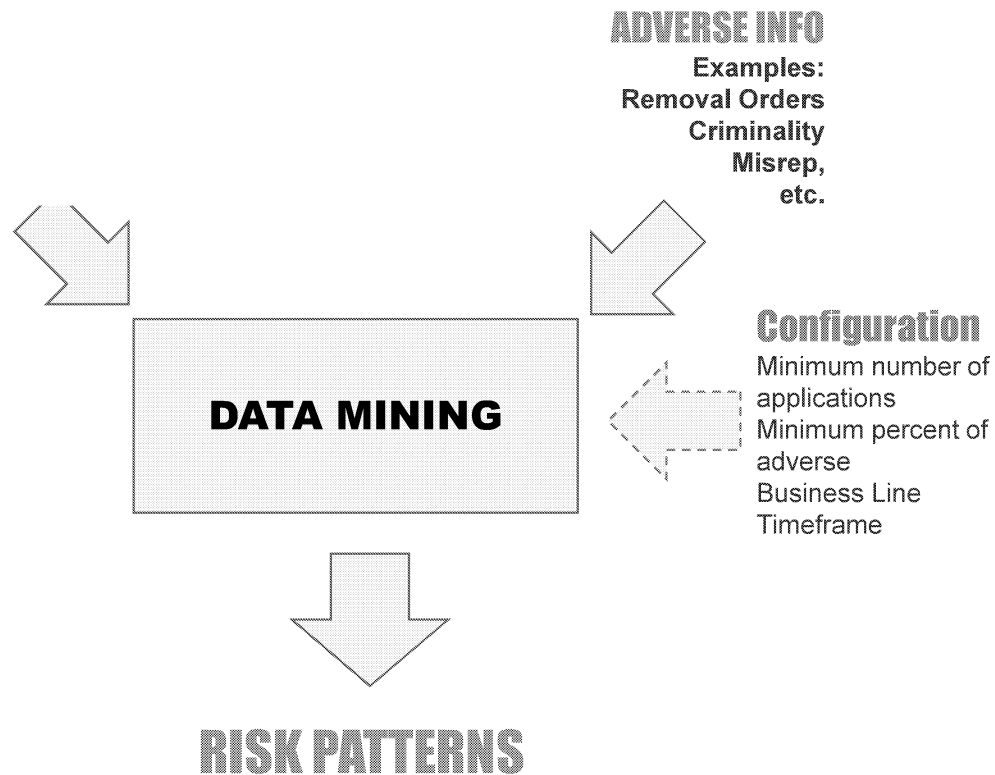 ADVERSE INFO
Examples:
Removal Orders
Criminality
Misrep,
etc.
DATA MINING
Configuration
Minimum number of
applications
Minimum percent of
adverse
Business Line
Timeframe
RISK PATTERNS